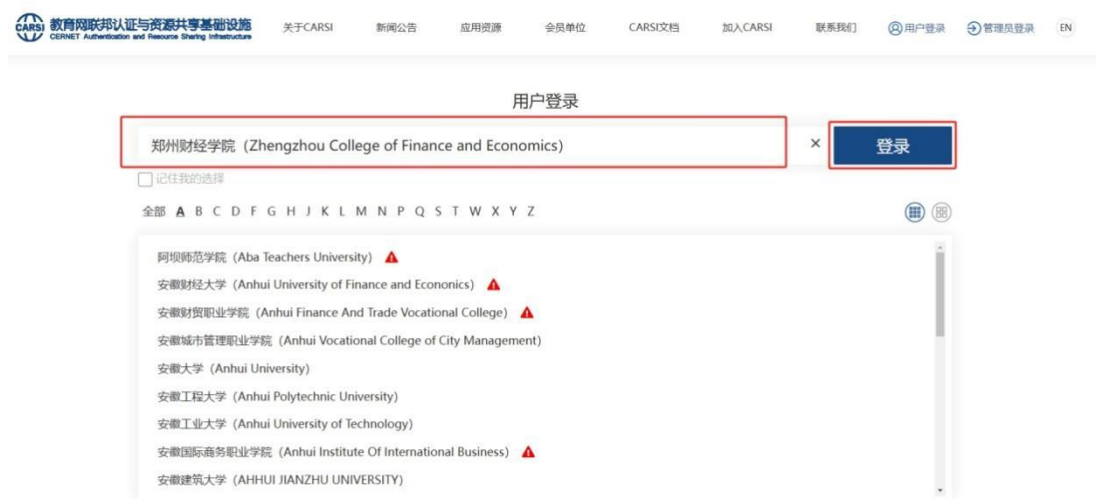 CARSI 教育网联邦认证与资源共享基础设施
CERNET Authentication and Resource Sharing Infrastructure
关于CARSI 新闻公告 应用资源 会员单位 CARSI文档 加入CARSI 联系我们 用户登录 管理员登录 EN
用户登录
郑州财经学院（Zhengzhou College of Finance and Economics） × 登录
记住我的选择
全部 A B C D F G H J K L M N P Q S T W X Y Z
阿坝师范学院（Aba Teachers University）
安徽财经大学（Anhui University of Finance and Econonics）
安徽财贸职业学院（Anhui Finance And Trade Vocational College）
安徽城市管理职业学院（Anhui Vocational College of City Management）
安徽大学（Anhui University）
安徽工程大学（Anhui Polytechnic University）
安徽工业大学（Anhui University of Technology）
安徽国际商务职业学院（Anhui Institute Of International Business）
安徽建筑大学（AHHUI JIANZHU UNIVERSITY）